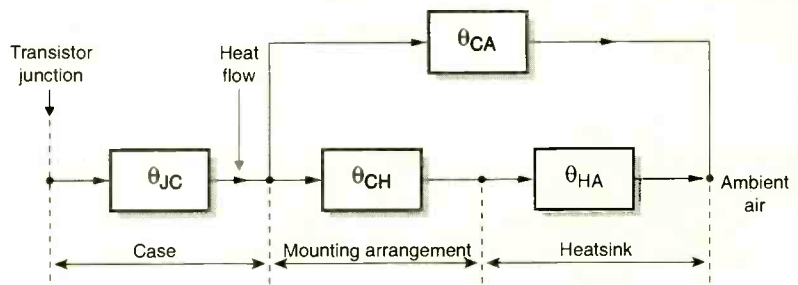 θCA
Transistor
junction
Heat
flow
θJC
θCH
θHA
Ambient
air
Case
Mounting arrangement
Heatsink